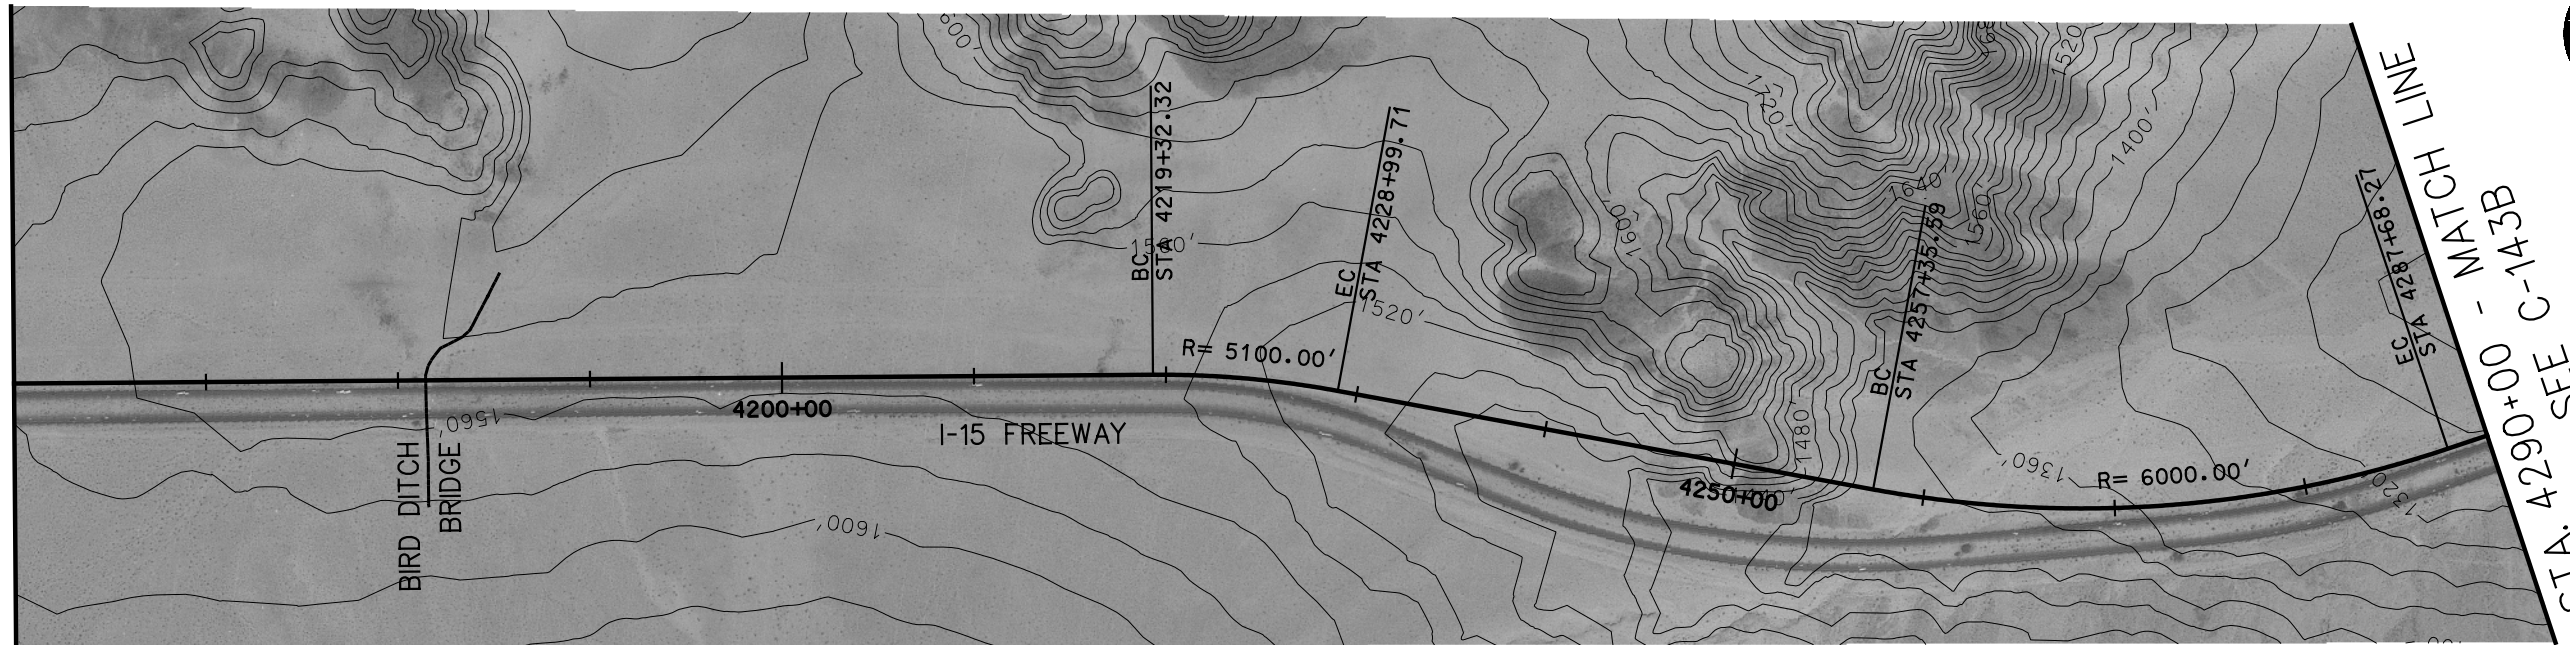 600'
1720'
1520'
1400'
1640'
1560'
1600'
BC
STA 4219+32.32
EC
STA 4228+99.71
1520'
BC
STA 4257+35.59
EC
STA 4287+68.27
STA. 4290+00 - MATCH LINE
SEE C-143B
R= 5100.00'
4200+00
I-15 FREEWAY
BIRD DITCH
BRIDGE
1560'
1600'
1480'
4250+00
1360'
R= 6000.00'
1320'